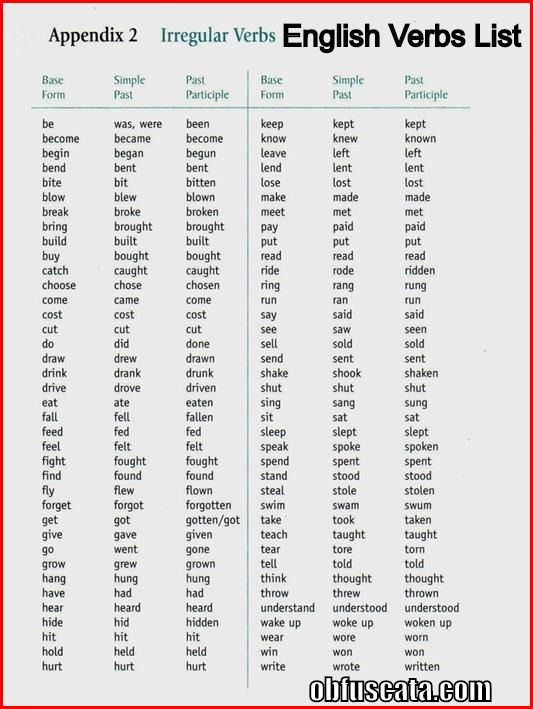 Appendix 2 Irregular Verbs English Verbs List
Base Simple Past Base Simple Past
Form Past Participle Form Past Participle
be was, were been keep kept kept
become became become know knew known
begin began begun leave left left
bend bent bent lend lent lent
bite bit bitten lose lost lost
blow blew blown make made made
break broke broken meet met met
bring brought brought pay paid paid
build built built put put put
buy bought bought read read read
catch caught caught ride rode ridden
choose chose chosen ring rang rung
come came come run ran run
cost cost cost say said said
cut cut cut see saw seen
do did done sell sold sold
draw drew drawn send sent sent
drink drank drunk shake shook shaken
drive drove driven shut shut shut
eat ate eaten sing sang sung
fall fell fallen sit sat sat
feed fed fed sleep slept slept
feel felt felt speak spoke spoken
fight fought fought spend spent spent
find found found stand stood stood
fly flew flown steal stole stolen
forget forgot forgotten swim swam swum
get got gotten/got take took taken
give gave given teach taught taught
go went gone tear tore torn
grow grew grown tell told told
hang hung hung think thought thought
have had had throw threw thrown
hear heard heard understand understood understood
hide hid hidden wake up woke up woken up
hit hit hit wear wore worn
hold held held win won won
hurt hurt hurt write wrote written
obfuscata.com